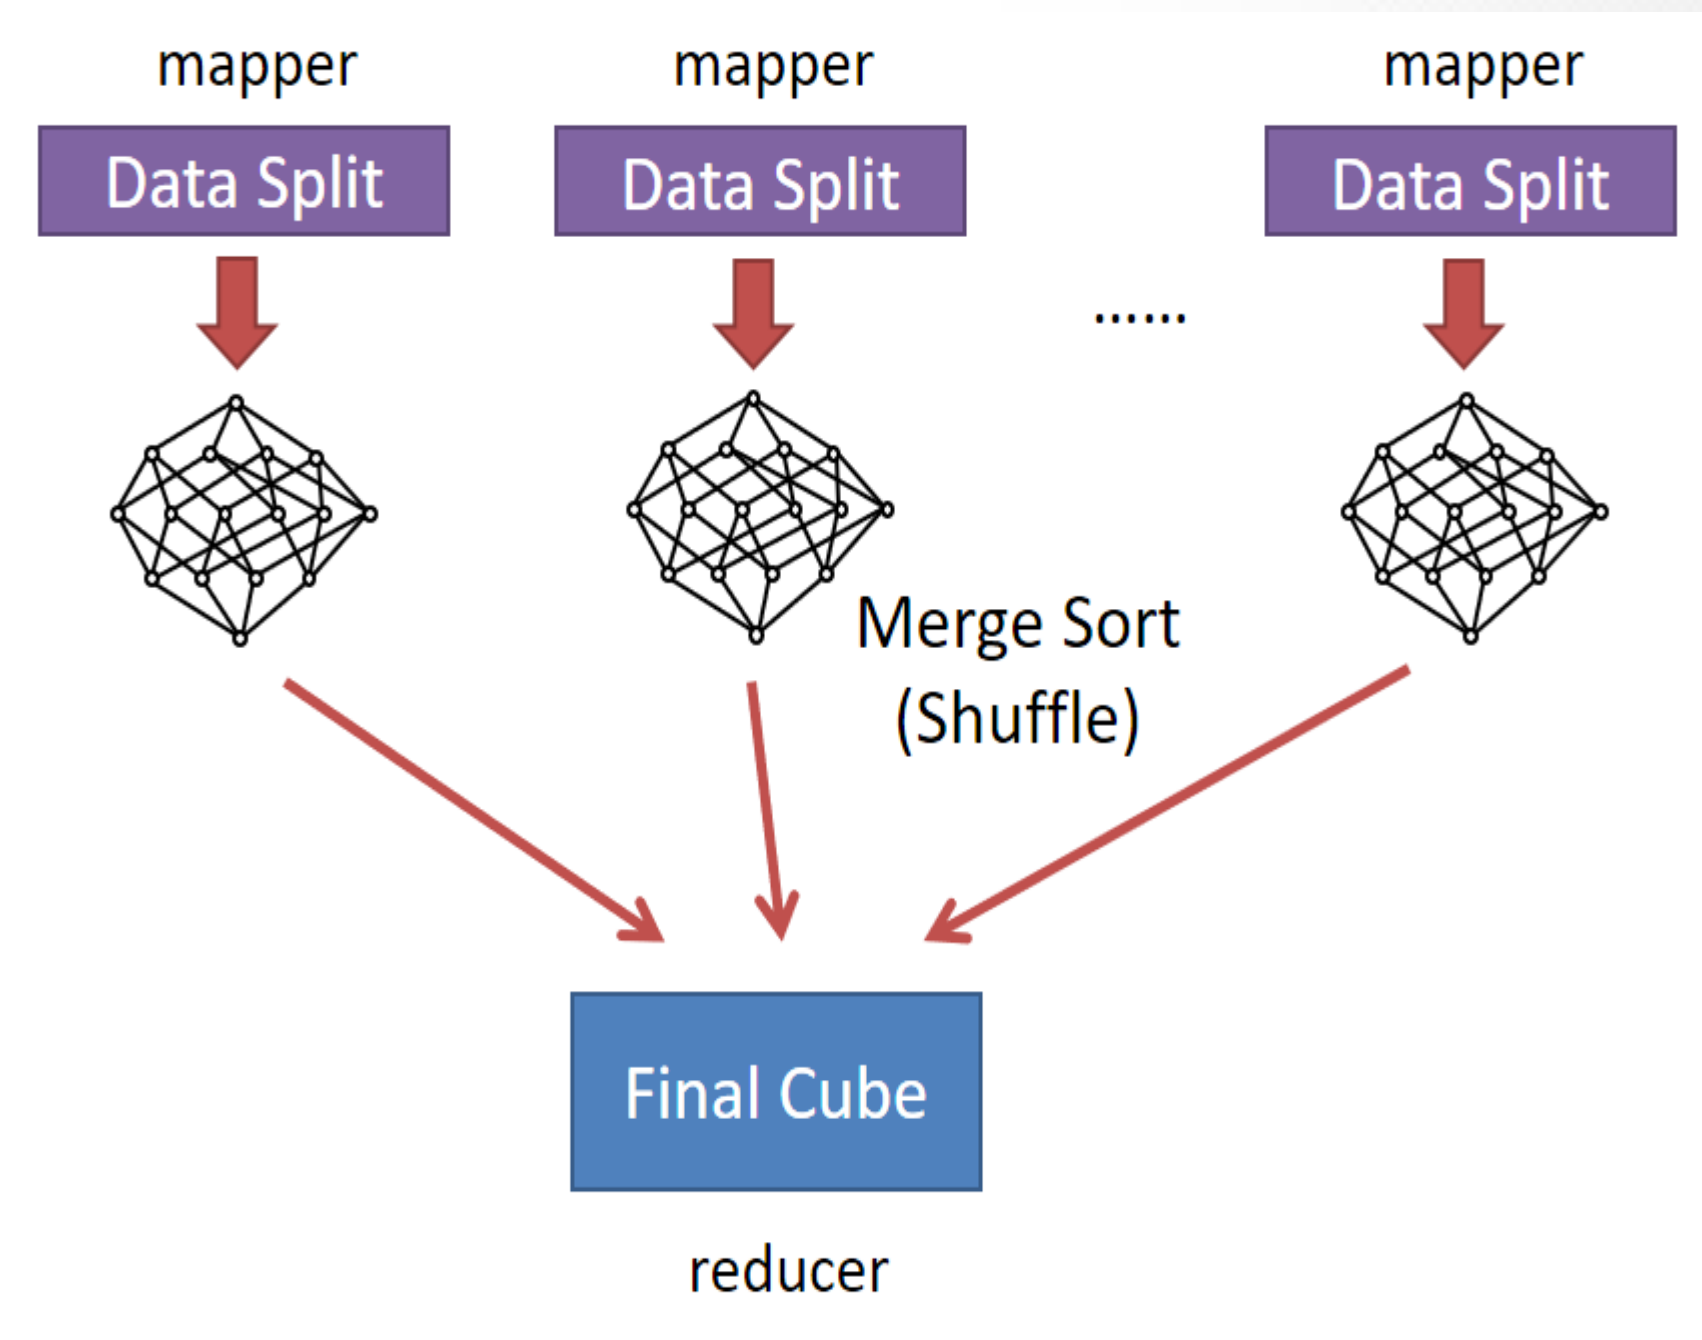 mapper
mapper
mapper
Data Split
Data Split
Data Split
......
Merge Sort
(Shuffle)
Final Cube
reducer